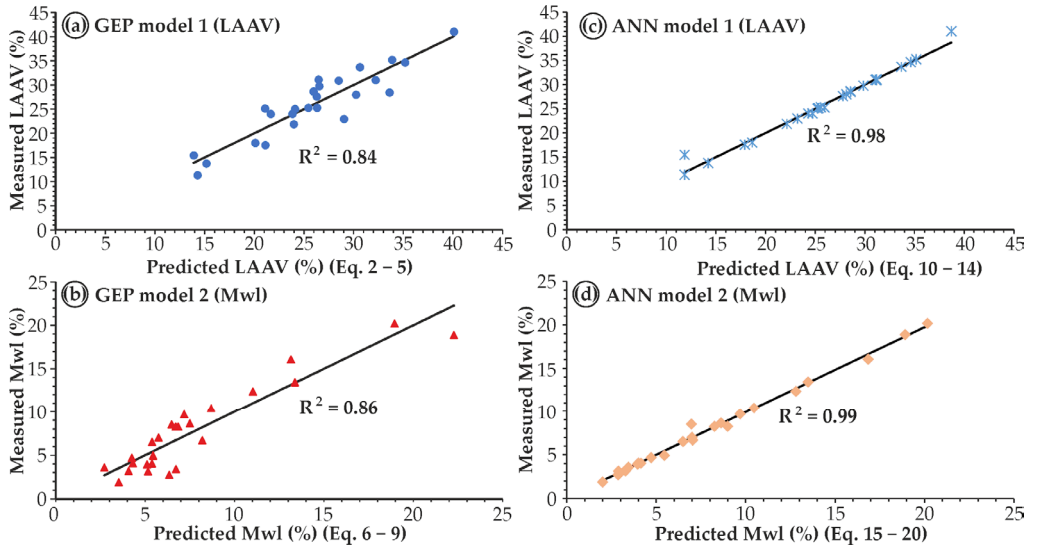 (a) GEP model 1 (LAAV)
Measured LAAV (%)
45
40
35
30
25
20
15
10
5
0
R² = 0.84
0 5 10 15 20 25 30 35 40 45
Predicted LAAV (%) (Eq. 2 – 5)
(c) ANN model 1 (LAAV)
Measured LAAV (%)
45
40
35
30
25
20
15
10
5
0
R² = 0.98
0 5 10 15 20 25 30 35 40 45
Predicted LAAV (%) (Eq. 10 – 14)
(b) GEP model 2 (Mwl)
Measured Mwl (%)
25
20
15
10
5
0
R² = 0.86
0 5 10 15 20 25
Predicted Mwl (%) (Eq. 6 – 9)
(d) ANN model 2 (Mwl)
Measured Mwl (%)
25
20
15
10
5
0
R² = 0.99
0 5 10 15 20 25
Predicted Mwl (%) (Eq. 15 – 20)